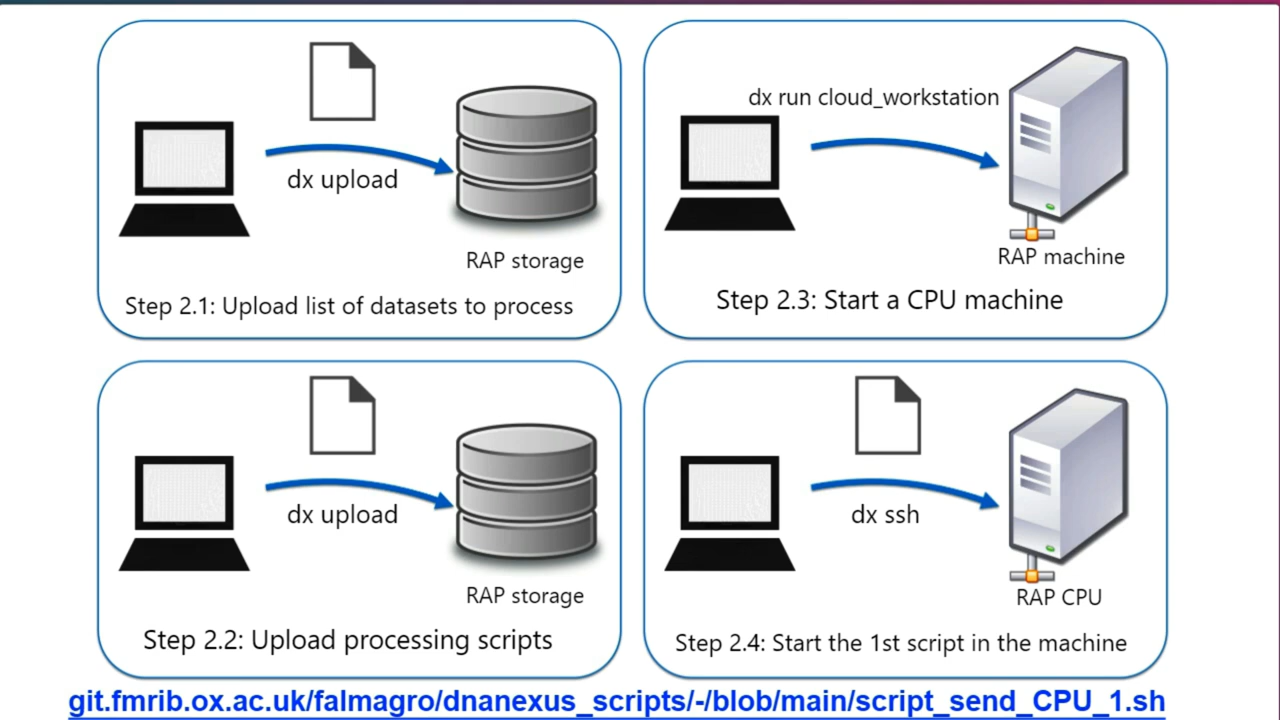 dx upload
RAP storage
Step 2.1: Upload list of datasets to process
dx upload
RAP storage
Step 2.2: Upload processing scripts
dx run cloud_workstation
RAP machine
Step 2.3: Start a CPU machine
dx ssh
RAP CPU
Step 2.4: Start the 1st script in the machine
git.fmrib.ox.ac.uk/falmagro/dnanexus_scripts/-/blob/main/script_send_CPU_1.sh